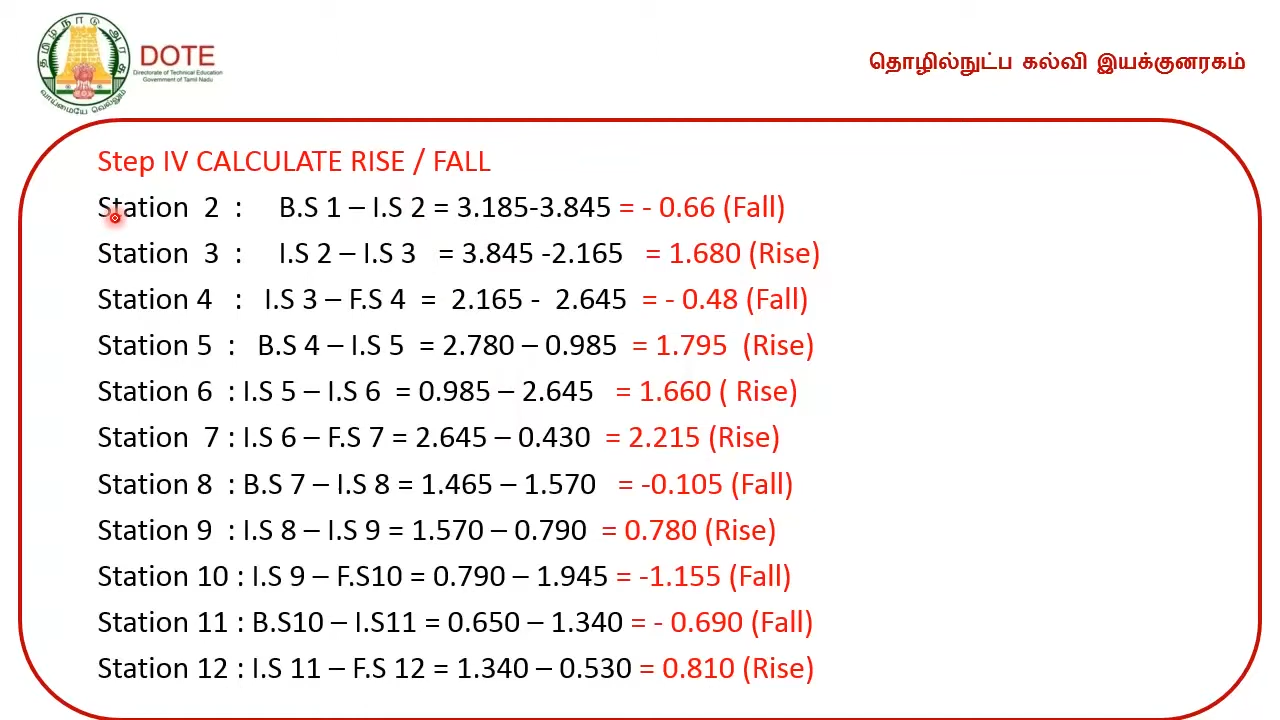 தமிழ்நாடு அரசு
வாய்மையே வெல்லும்
DOTE
Directorate of Technical Education
Government of Tamil Nadu
தொழில்நுட்ப கல்வி இயக்குனரகம்
Step IV CALCULATE RISE / FALL
Station 2 : B.S 1 – I.S 2 = 3.185-3.845 = - 0.66 (Fall)
Station 3 : I.S 2 – I.S 3 = 3.845 -2.165 = 1.680 (Rise)
Station 4 : I.S 3 – F.S 4 = 2.165 - 2.645 = - 0.48 (Fall)
Station 5 : B.S 4 – I.S 5 = 2.780 – 0.985 = 1.795 (Rise)
Station 6 : I.S 5 – I.S 6 = 0.985 – 2.645 = 1.660 ( Rise)
Station 7 : I.S 6 – F.S 7 = 2.645 – 0.430 = 2.215 (Rise)
Station 8 : B.S 7 – I.S 8 = 1.465 – 1.570 = -0.105 (Fall)
Station 9 : I.S 8 – I.S 9 = 1.570 – 0.790 = 0.780 (Rise)
Station 10 : I.S 9 – F.S10 = 0.790 – 1.945 = -1.155 (Fall)
Station 11 : B.S10 – I.S11 = 0.650 – 1.340 = - 0.690 (Fall)
Station 12 : I.S 11 – F.S 12 = 1.340 – 0.530 = 0.810 (Rise)